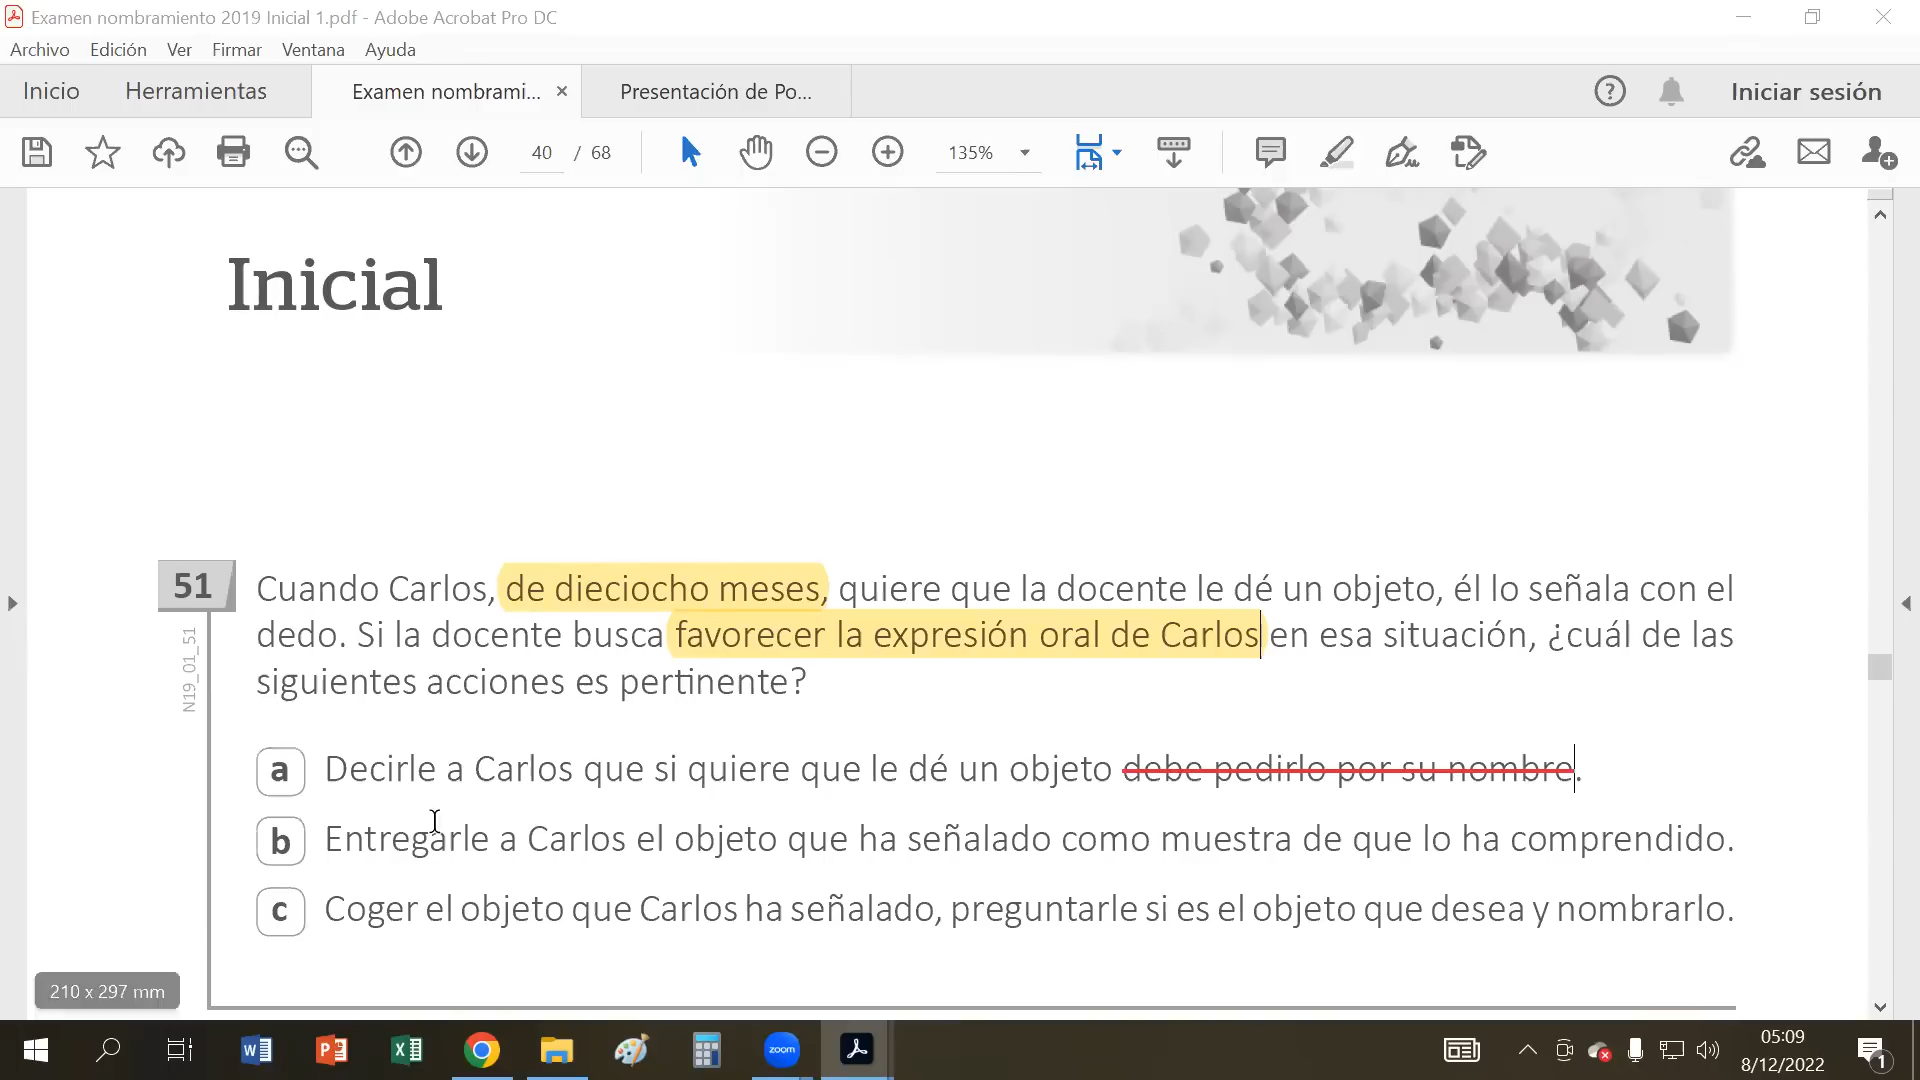 Examen nombramiento 2019 Inicial 1.pdf - Adobe Acrobat Pro DC
Archivo Edición Ver Firmar Ventana Ayuda
Inicio Herramientas Examen nombrami... × Presentación de Po... Iniciar sesión
40 / 68 135%
Inicial
51 Cuando Carlos, de dieciocho meses, quiere que la docente le dé un objeto, él lo señala con el
dedo. Si la docente busca favorecer la expresión oral de Carlos en esa situación, ¿cuál de las
siguientes acciones es pertinente?
N19_01_51
a Decirle a Carlos que si quiere que le dé un objeto debe pedirlo por su nombre.
b Entregarle a Carlos el objeto que ha señalado como muestra de que lo ha comprendido.
c Coger el objeto que Carlos ha señalado, preguntarle si es el objeto que desea y nombrarlo.
210 x 297 mm
zoom
05:09
8/12/2022
1